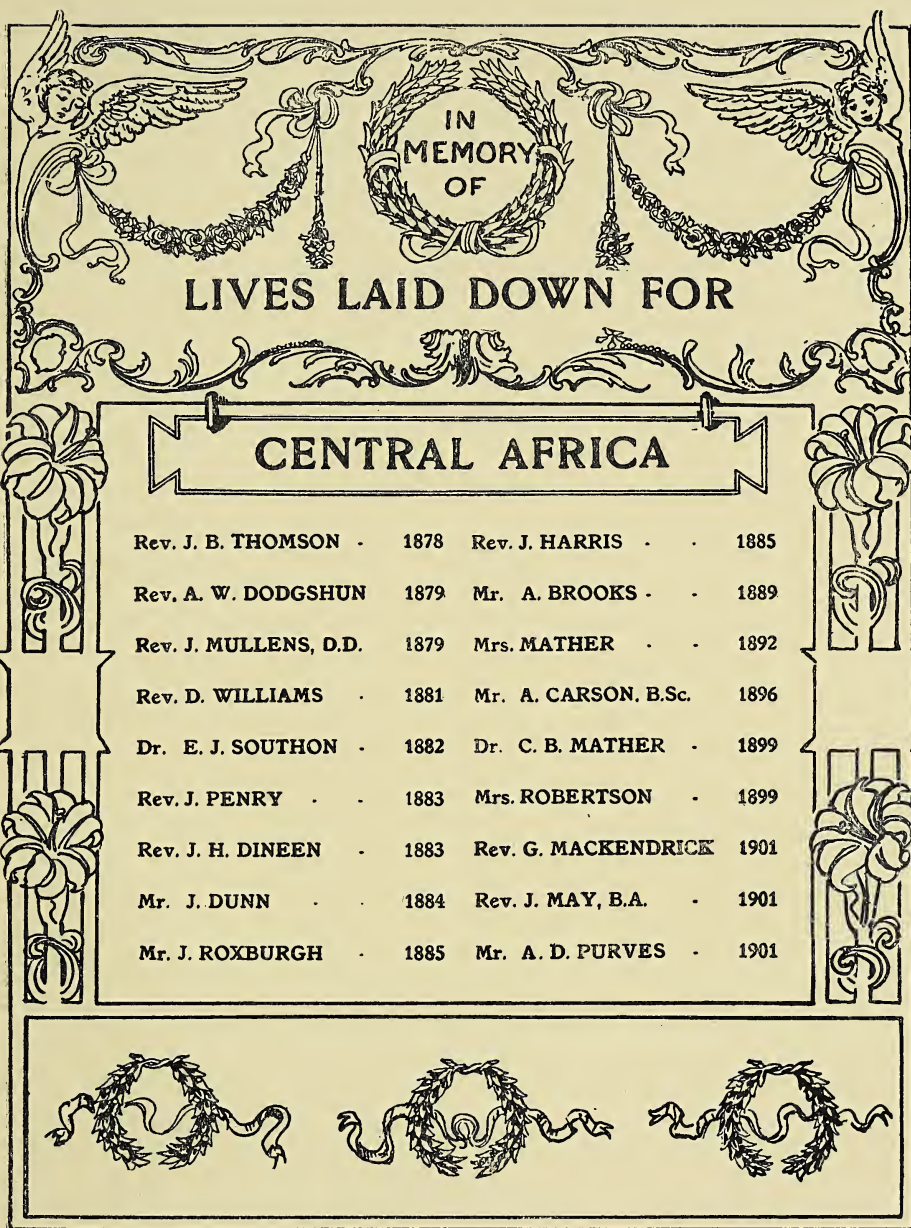 IN
MEMORY
OF
LIVES LAID DOWN FOR
CENTRAL AFRICA
Rev. J. B. THOMSON - 1878
Rev. A. W. DODGSHUN 1879
Rev. J. MULLENS, D.D. 1879
Rev. D. WILLIAMS - 1881
Dr. E. J. SOUTHON - 1882
Rev. J. PENRY - - 1883
Rev. J. H. DINEEN - 1883
Mr. J. DUNN - - 1884
Mr. J. ROXBURGH - 1885
Rev. J. HARRIS - - 1885
Mr. A. BROOKS - - 1889
Mrs. MATHER - - 1892
Mr. A. CARSON, B.Sc. 1896
Dr. C. B. MATHER - 1899
Mrs. ROBERTSON - 1899
Rev. G. MACKENDRICK 1901
Rev. J. MAY, B.A. - 1901
Mr. A. D. PURVES - 1901